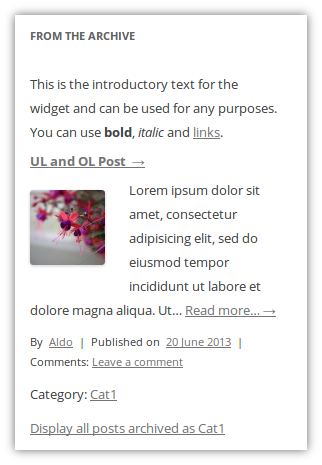 FROM THE ARCHIVE
This is the introductory text for the
widget and can be used for any purposes.
You can use bold, italic and links.
UL and OL Post →
Lorem ipsum dolor sit
amet, consectetur
adipisicing elit, sed do
eiusmod tempor
incididunt ut labore et
dolore magna aliqua. Ut... Read more... →
By Aldo | Published on 20 June 2013 |
Comments: Leave a comment
Category: Cat1
Display all posts archived as Cat1